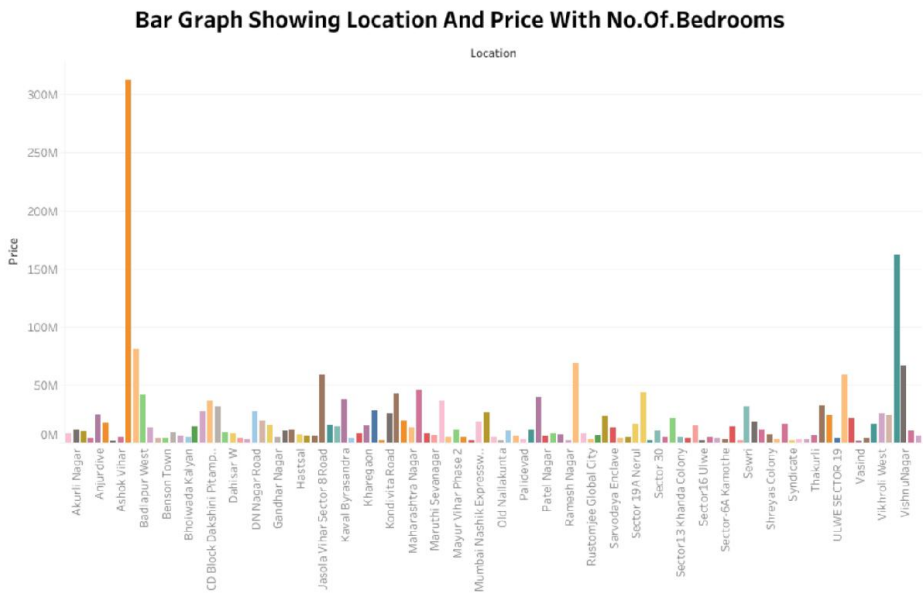 Bar Graph Showing Location And Price With No.Of.Bedrooms
Location
300M
250M
200M
150M
100M
50M
0M
Price
Akurli Nagar
Anjurdive
Ashok Vihar
Badlapur West
Benson Town
Bhoiwada Kalyan
CD Block Dakshini Pitamp...
Dahisar W
DN Nagar Road
Gandhar Nagar
Hastsal
Jasola Vihar Sector 8 Road
Kaval Byrasandra
Kharegaon
Kondivita Road
Maharashtra Nagar
Maruthi Sevanagar
Mayur Vihar Phase 2
Mumbai Nashik Expressw...
Old Nallakunta
Palidevad
Patel Nagar
Ramesh Nagar
Rustomjee Global City
Sarvodaya Enclave
Sector 19A Nerul
Sector 30
Sector13 Kharda Colony
Sector16 Ulwe
Sector-6A Kamothe
Sewri
Shreyas Colony
Syndicate
Thakurli
ULWE SECTOR 19
Vasind
Vikhroli West
VishnuNagar